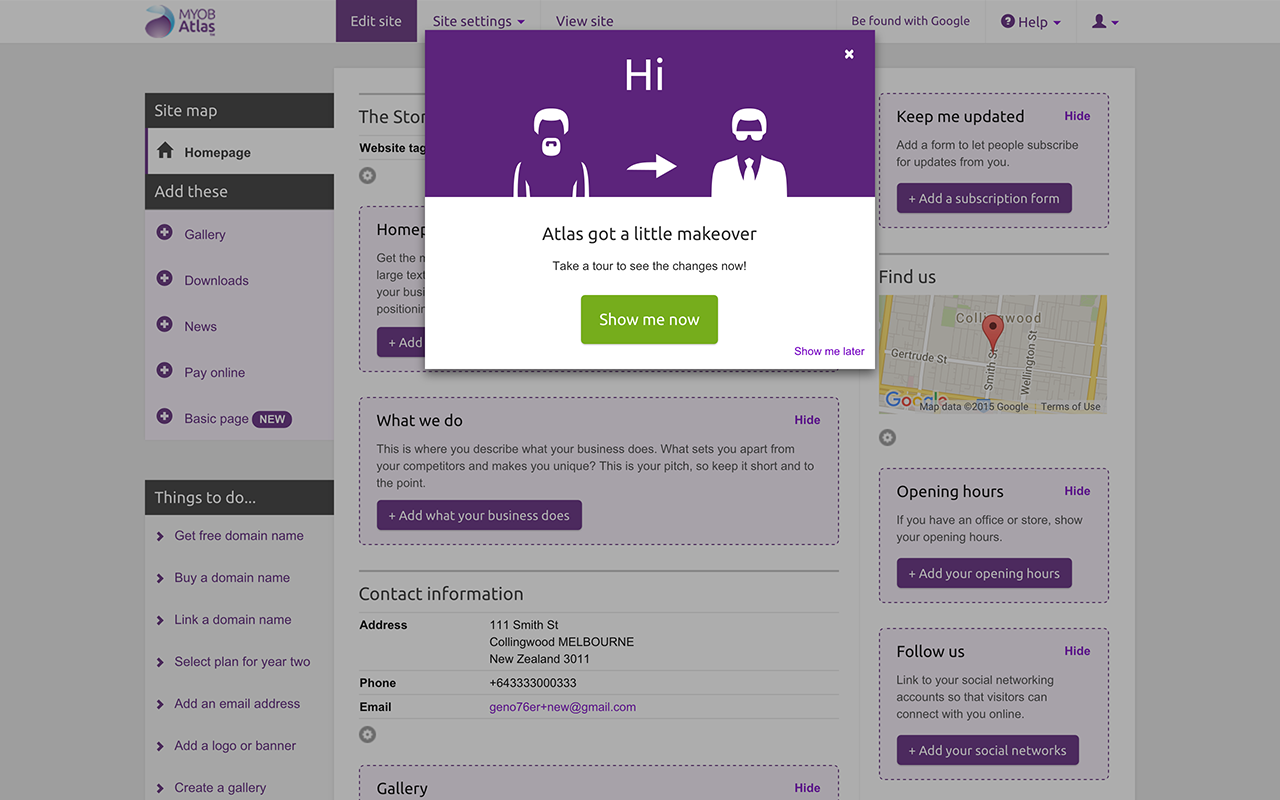 MYOB
Atlas
Edit site
Site settings
View site
Be found with Google
Help
Hi
Atlas got a little makeover
Take a tour to see the changes now!
Show me now
Show me later
Site map
Homepage
Add these
Gallery
Downloads
News
Pay online
Basic page NEW
Things to do...
Get free domain name
Buy a domain name
Link a domain name
Select plan for year two
Add an email address
Add a logo or banner
Create a gallery
The Stor
Website tag
Homep
Get the m
large text
your busi
positionin
+ Add
What we do
Hide
This is where you describe what your business does. What sets you apart from
your competitors and makes you unique? This is your pitch, so keep it short and to
the point.
+ Add what your business does
Contact information
Address
111 Smith St
Collingwood MELBOURNE
New Zealand 3011
Phone
+643333000333
Email
geno76er+new@gmail.com
Gallery
Hide
Keep me updated
Hide
Add a form to let people subscribe
for updates from you.
+ Add a subscription form
Find us
Collingwood
Gertrude St
Smith St
Wellington St
Google
Map data ©2015 Google
Terms of Use
Opening hours
Hide
If you have an office or store, show
your opening hours.
+ Add your opening hours
Follow us
Hide
Link to your social networking
accounts so that visitors can
connect with you online.
+ Add your social networks